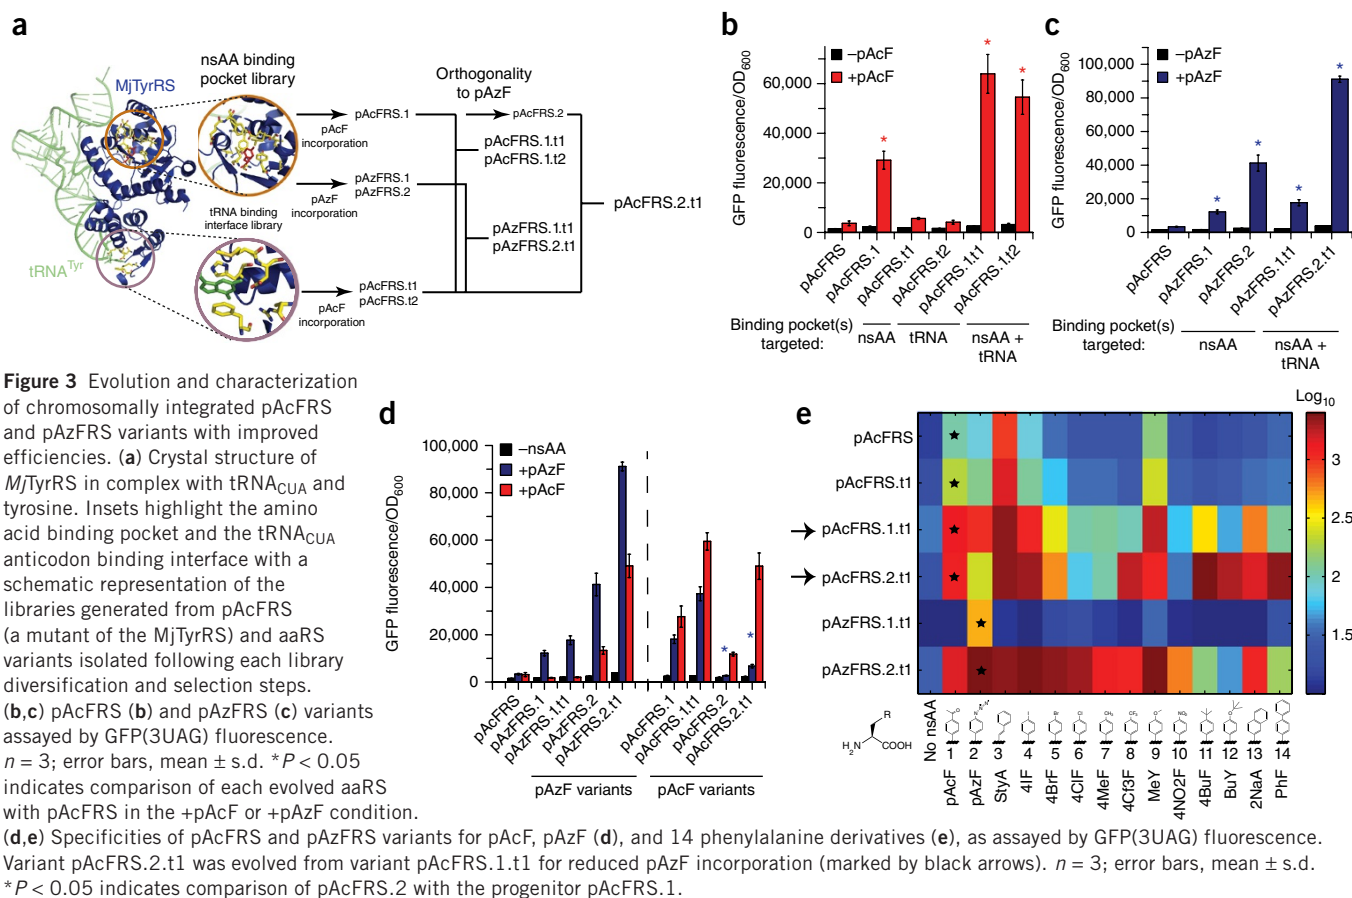 a
MjTyrRS
tRNATyr
nsAA binding
pocket library
tRNA binding
interface library
pAcF
incorporation
pAzF
incorporation
pAcF
incorporation
pAcFRS.1
pAzFRS.1
pAzFRS.2
pAcFRS.t1
pAcFRS.t2
Orthogonality
to pAzF
pAcFRS.2
pAcFRS.1.t1
pAcFRS.1.t2
pAzFRS.1.t1
pAzFRS.2.t1
pAcFRS.2.t1
b
GFP fluorescence/OD600
–pAcF
+pAcF
60,000
40,000
20,000
0
* * *
pAcFRS
pAcFRS.1
pAcFRS.t1
pAcFRS.t2
pAcFRS.1.t1
pAcFRS.1.t2
Binding pocket(s)
targeted:
nsAA
tRNA
nsAA +
tRNA
c
GFP fluorescence/OD600
–pAzF
+pAzF
100,000
80,000
60,000
40,000
20,000
0
* * * *
pAcFRS
pAzFRS.1
pAzFRS.2
pAzFRS.1.t1
pAzFRS.2.t1
Binding pocket(s)
targeted:
nsAA
nsAA +
tRNA
Figure 3 Evolution and characterization
of chromosomally integrated pAcFRS
and pAzFRS variants with improved
efficiencies. (a) Crystal structure of
MjTyrRS in complex with tRNACUA and
tyrosine. Insets highlight the amino
acid binding pocket and the tRNACUA
anticodon binding interface with a
schematic representation of the
libraries generated from pAcFRS
(a mutant of the MjTyrRS) and aaRS
variants isolated following each library
diversification and selection steps.
(b,c) pAcFRS (b) and pAzFRS (c) variants
assayed by GFP(3UAG) fluorescence.
n = 3; error bars, mean ± s.d. *P < 0.05
indicates comparison of each evolved aaRS
with pAcFRS in the +pAcF or +pAzF condition.
(d,e) Specificities of pAcFRS and pAzFRS variants for pAcF, pAzF (d), and 14 phenylalanine derivatives (e), as assayed by GFP(3UAG) fluorescence.
Variant pAcFRS.2.t1 was evolved from variant pAcFRS.1.t1 for reduced pAzF incorporation (marked by black arrows). n = 3; error bars, mean ± s.d.
*P < 0.05 indicates comparison of pAcFRS.2 with the progenitor pAcFRS.1.
d
GFP fluorescence/OD600
–nsAA
+pAzF
+pAcF
100,000
80,000
60,000
40,000
20,000
0
* *
pAcFRS
pAzFRS.1
pAzFRS.1.t1
pAzFRS.2
pAzFRS.2.t1
pAcFRS.1
pAcFRS.1.t1
pAcFRS.2
pAcFRS.2.t1
pAzF variants
pAcF variants
e
pAcFRS
pAcFRS.t1
pAcFRS.1.t1
pAcFRS.2.t1
pAzFRS.1.t1
pAzFRS.2.t1
Log10
3
2.5
2
1.5
1
R
H2N
COOH
No nsAA
1 2 3 4 5 6 7 8 9 10 11 12 13 14
pAcF
pAzF
StyA
4IF
4BrF
4ClF
4MeF
4Cf3F
MeY
4NO2F
4BuF
BuY
2NaA
PhF